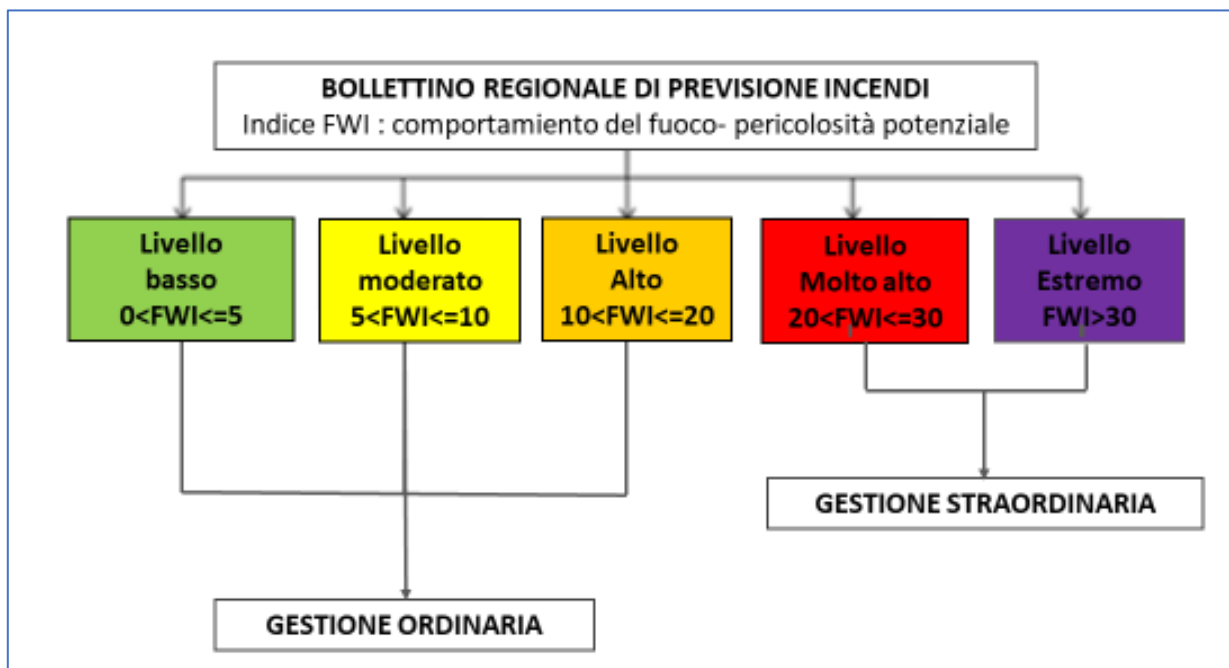 BOLLETTINO REGIONALE DI PREVISIONE INCENDI
Indice FWI : comportamiento del fuoco- pericolosità potenziale
Livello
basso
0<FWI<=5
Livello
moderato
5<FWI<=10
Livello
Alto
10<FWI<=20
Livello
Molto alto
20<FWI<=30
Livello
Estremo
FWI>30
GESTIONE STRAORDINARIA
GESTIONE ORDINARIA